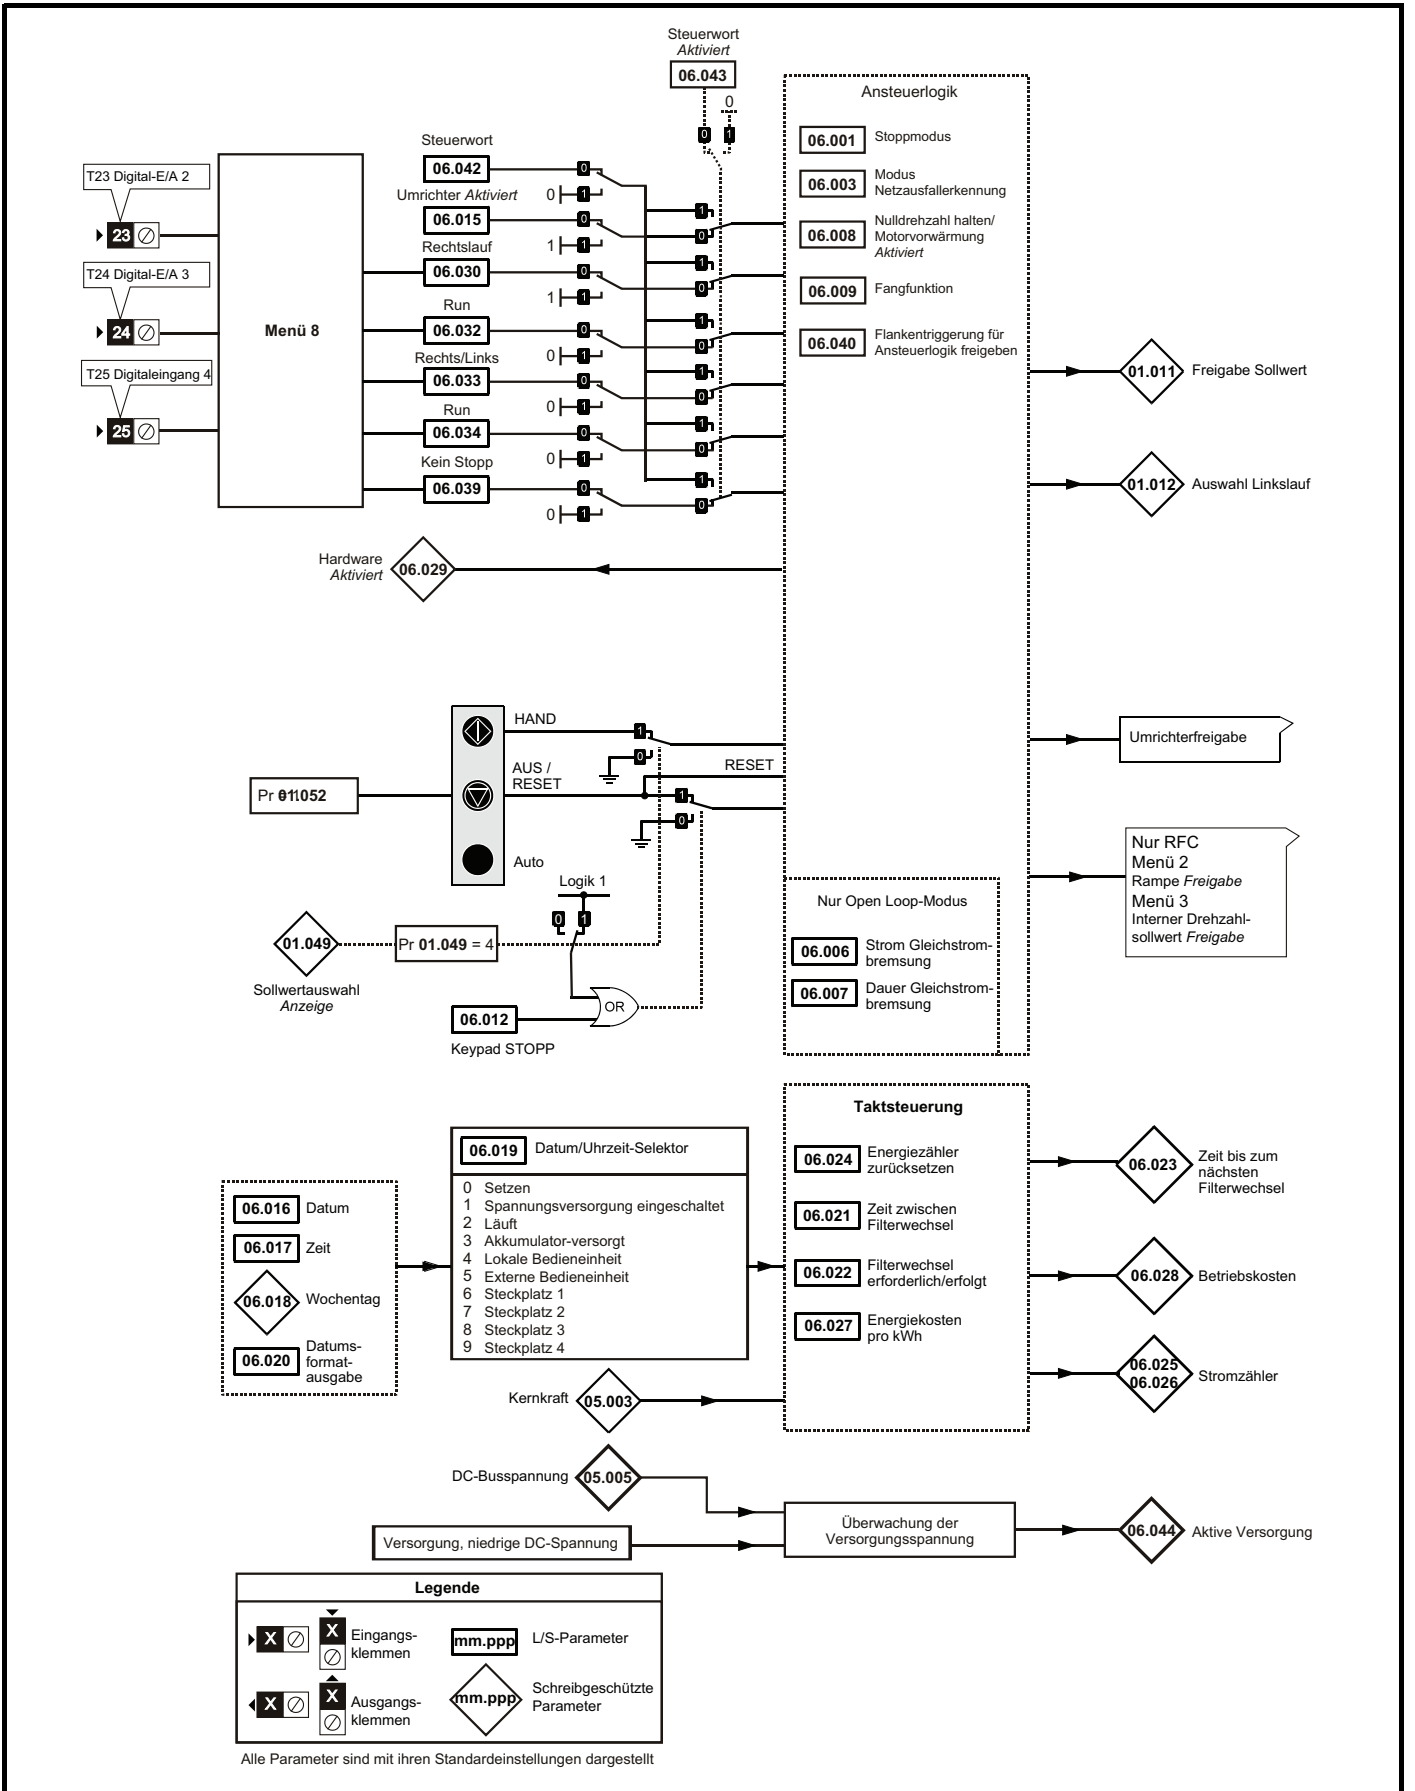 Steuerwort
Aktiviert
06.043
0
0 1
Ansteuerlogik
06.001 Stoppmodus
06.003 Modus
Netzausfallerkennung
06.008 Nulldrehzahl halten/
Motorvorwärmung
Aktiviert
06.009 Fangfunktion
06.040 Flankentriggerung für
Ansteuerlogik freigeben
T23 Digital-E/A 2
23
T24 Digital-E/A 3
24
T25 Digitaleingang 4
25
Menü 8
Steuerwort
06.042 0
0 1
Umrichter Aktiviert
06.015 0
1 1
Rechtslauf
06.030 0
1 1
Run
06.032 0
0 1
Rechts/Links
06.033 0
0 1
Run
06.034 0
0 1
Kein Stopp
06.039 0
0 1
1
0
1
0
1
0
1
0
1
0
1
0
01.011 Freigabe Sollwert
01.012 Auswahl Linkslauf
Hardware
Aktiviert
06.029
HAND
1
0
AUS /
RESET
RESET
1
0
Auto
Umrichterfreigabe
Nur RFC
Menü 2
Rampe Freigabe
Menü 3
Interner Drehzahl-
sollwert Freigabe
Logik 1
0 1
01.049
Pr 01.049 = 4
Sollwertauswahl
Anzeige
OR
06.012
Keypad STOPP
Nur Open Loop-Modus
06.006 Strom Gleichstrom-
bremsung
06.007 Dauer Gleichstrom-
bremsung
06.016 Datum
06.017 Zeit
06.018 Wochentag
06.020 Datums-
format-
ausgabe
06.019 Datum/Uhrzeit-Selektor
0 Setzen
1 Spannungsversorgung eingeschaltet
2 Läuft
3 Akkumulator-versorgt
4 Lokale Bedieneinheit
5 Externe Bedieneinheit
6 Steckplatz 1
7 Steckplatz 2
8 Steckplatz 3
9 Steckplatz 4
Taktsteuerung
06.024 Energiezähler
zurücksetzen
06.021 Zeit zwischen
Filterwechsel
06.022 Filterwechsel
erforderlich/erfolgt
06.027 Energiekosten
pro kWh
06.023 Zeit bis zum
nächsten
Filterwechsel
06.028 Betriebskosten
06.025
06.026 Stromzähler
Kernkraft 05.003
DC-Busspannung 05.005
Versorgung, niedrige DC-Spannung
Überwachung der
Versorgungsspannung
06.044 Aktive Versorgung
Legende
X X Eingangs-
klemmen
mm.ppp L/S-Parameter
X X Ausgangs-
klemmen
mm.ppp Schreibgeschützte
Parameter
Alle Parameter sind mit ihren Standardeinstellungen dargestellt